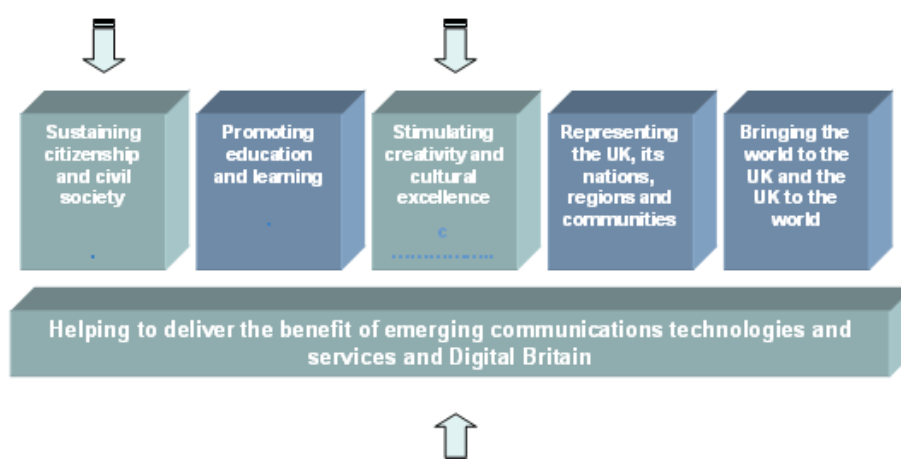 Sustaining
citizenship
and civil
society
.
Promoting
education
and learning
.
Stimulating
creativity and
cultural
excellence
c
..................
Representing
the UK, its
nations,
regions and
communities
Bringing the
world to the
UK and the
UK to the
world
Helping to deliver the benefit of emerging communications technologies and
services and Digital Britain